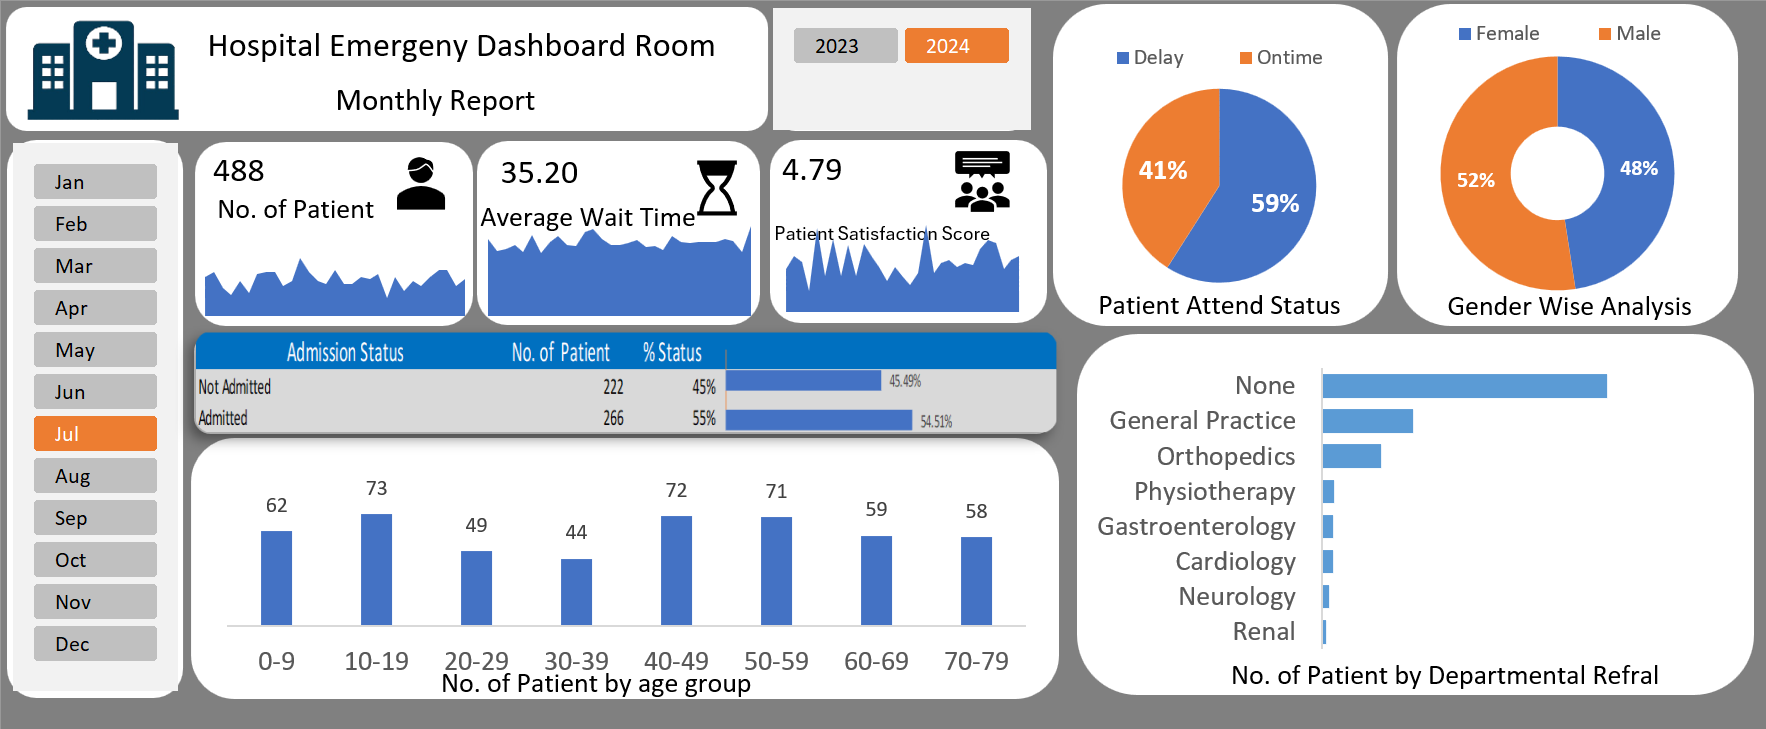 Hospital Emergeny Dashboard Room
Monthly Report
2023
2024
Jan
Feb
Mar
Apr
May
Jun
Jul
Aug
Sep
Oct
Nov
Dec
488
No. of Patient
35.20
Average Wait Time
4.79
Patient Satisfaction Score
Delay Ontime
41%
59%
Patient Attend Status
Female Male
52%
48%
Gender Wise Analysis
Admission Status No. of Patient % Status
Not Admitted 222 45% 45.49%
Admitted 266 55% 54.51%
62 73 49 44 72 71 59 58
0-9 10-19 20-29 30-39 40-49 50-59 60-69 70-79
No. of Patient by age group
None
General Practice
Orthopedics
Physiotherapy
Gastroenterology
Cardiology
Neurology
Renal
No. of Patient by Departmental Refral